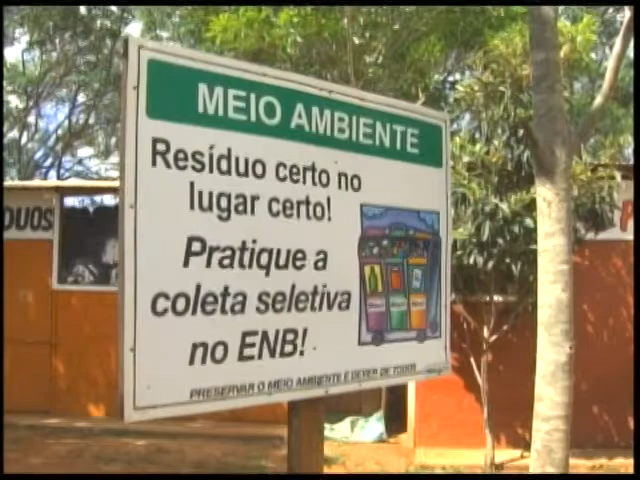 MEIO AMBIENTE
Resíduo certo no
lugar certo!
Pratique a
coleta seletiva
no ENB!
PRESERVAR O MEIO AMBIENTE É DEVER DE TODOS
DUOS